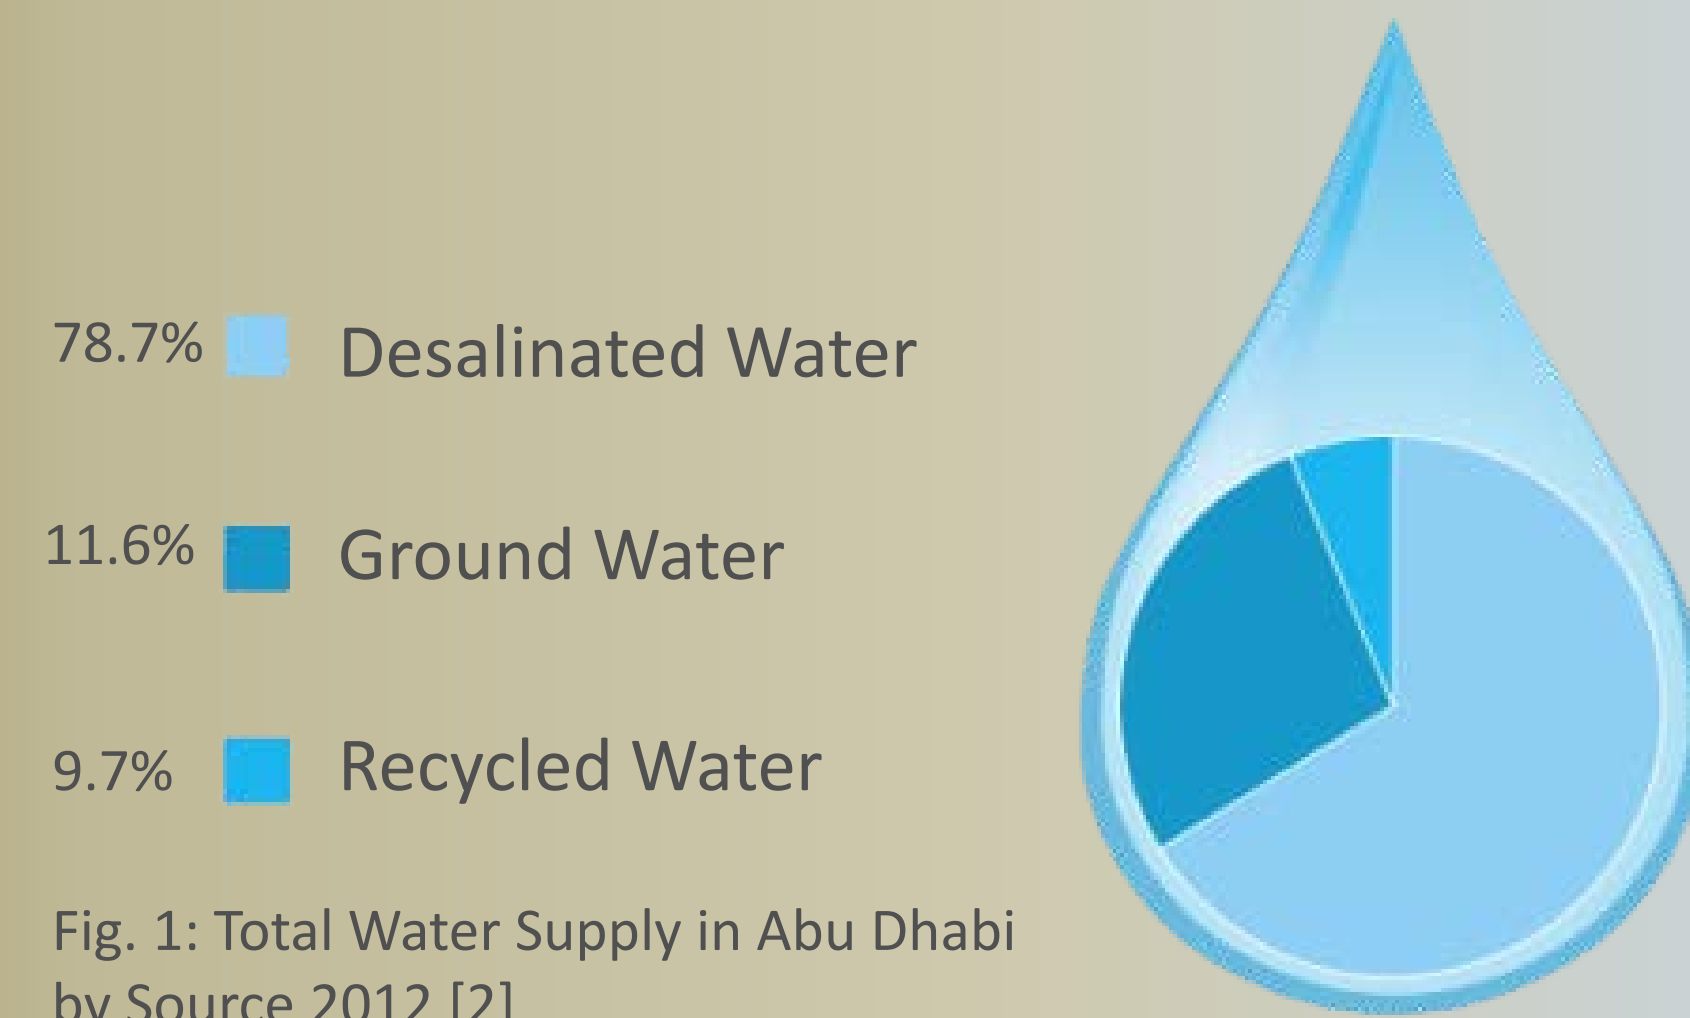 78.7% Desalinated Water
11.6% Ground Water
9.7% Recycled Water
Fig. 1: Total Water Supply in Abu Dhabi
by Source 2012 [2]